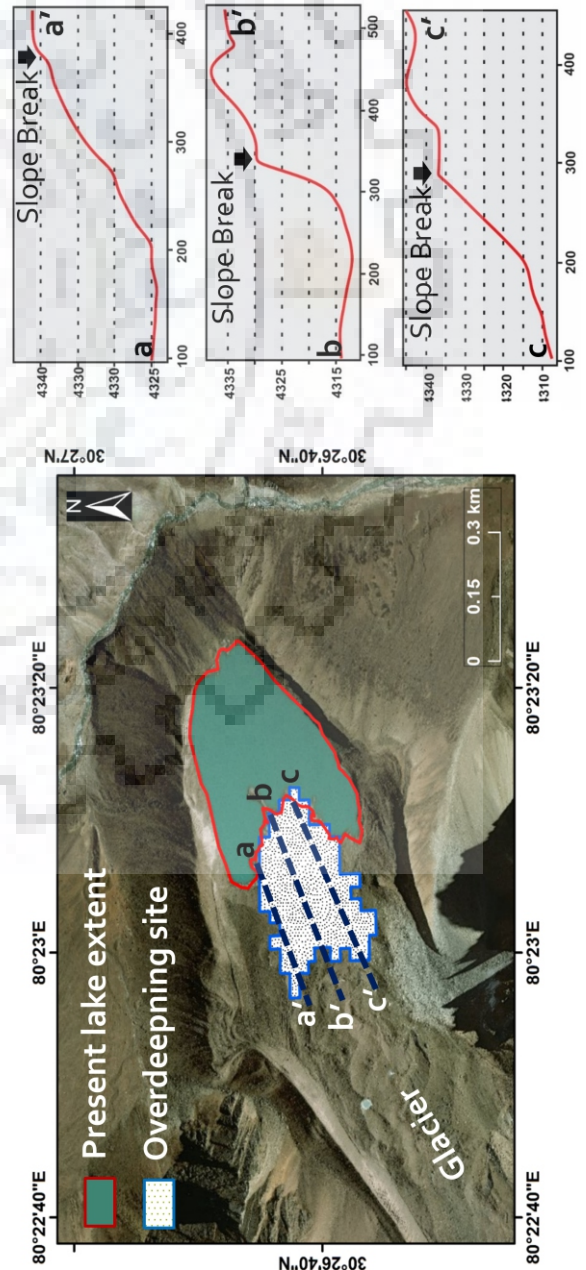 80°22'40"E 80°23'E 80°23'20"E
Present lake extent
Overdeepning site
N
30°27'N
30°26'40"N
30°26'40"N
a
b
c
a'
b'
c'
Glacier
0 0.15 0.3 km
80°22'40"E 80°23'E 80°23'20"E
Slope Break
a'
a
4340
4330
4330
4325
100 200 300 400
Slope Break
b'
b
4335
4325
4315
100 200 300 400 500
Slope Break
c'
c
4340
4330
4320
4310
100 200 300 400